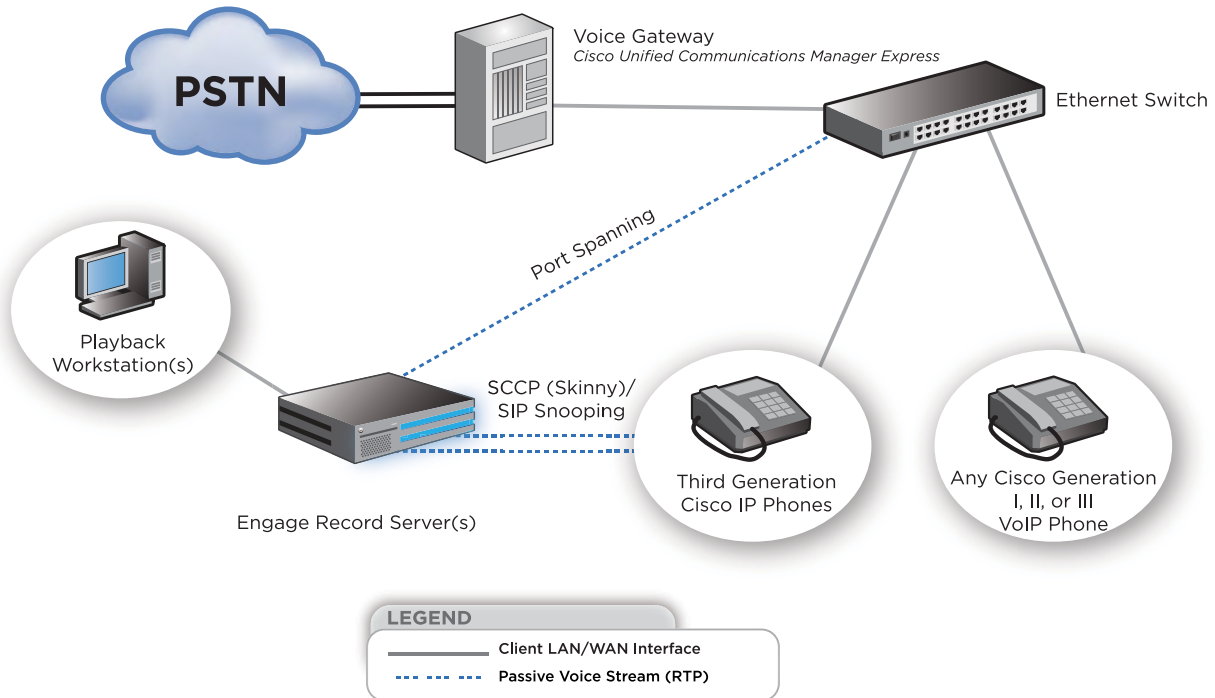 PSTN
Voice Gateway
Cisco Unified Communications Manager Express
Ethernet Switch
Port Spanning
Playback
Workstation(s)
SCCP (Skinny)/
SIP Snooping
Engage Record Server(s)
Third Generation
Cisco IP Phones
Any Cisco Generation
I, II, or III
VoIP Phone
LEGEND
Client LAN/WAN Interface
Passive Voice Stream (RTP)